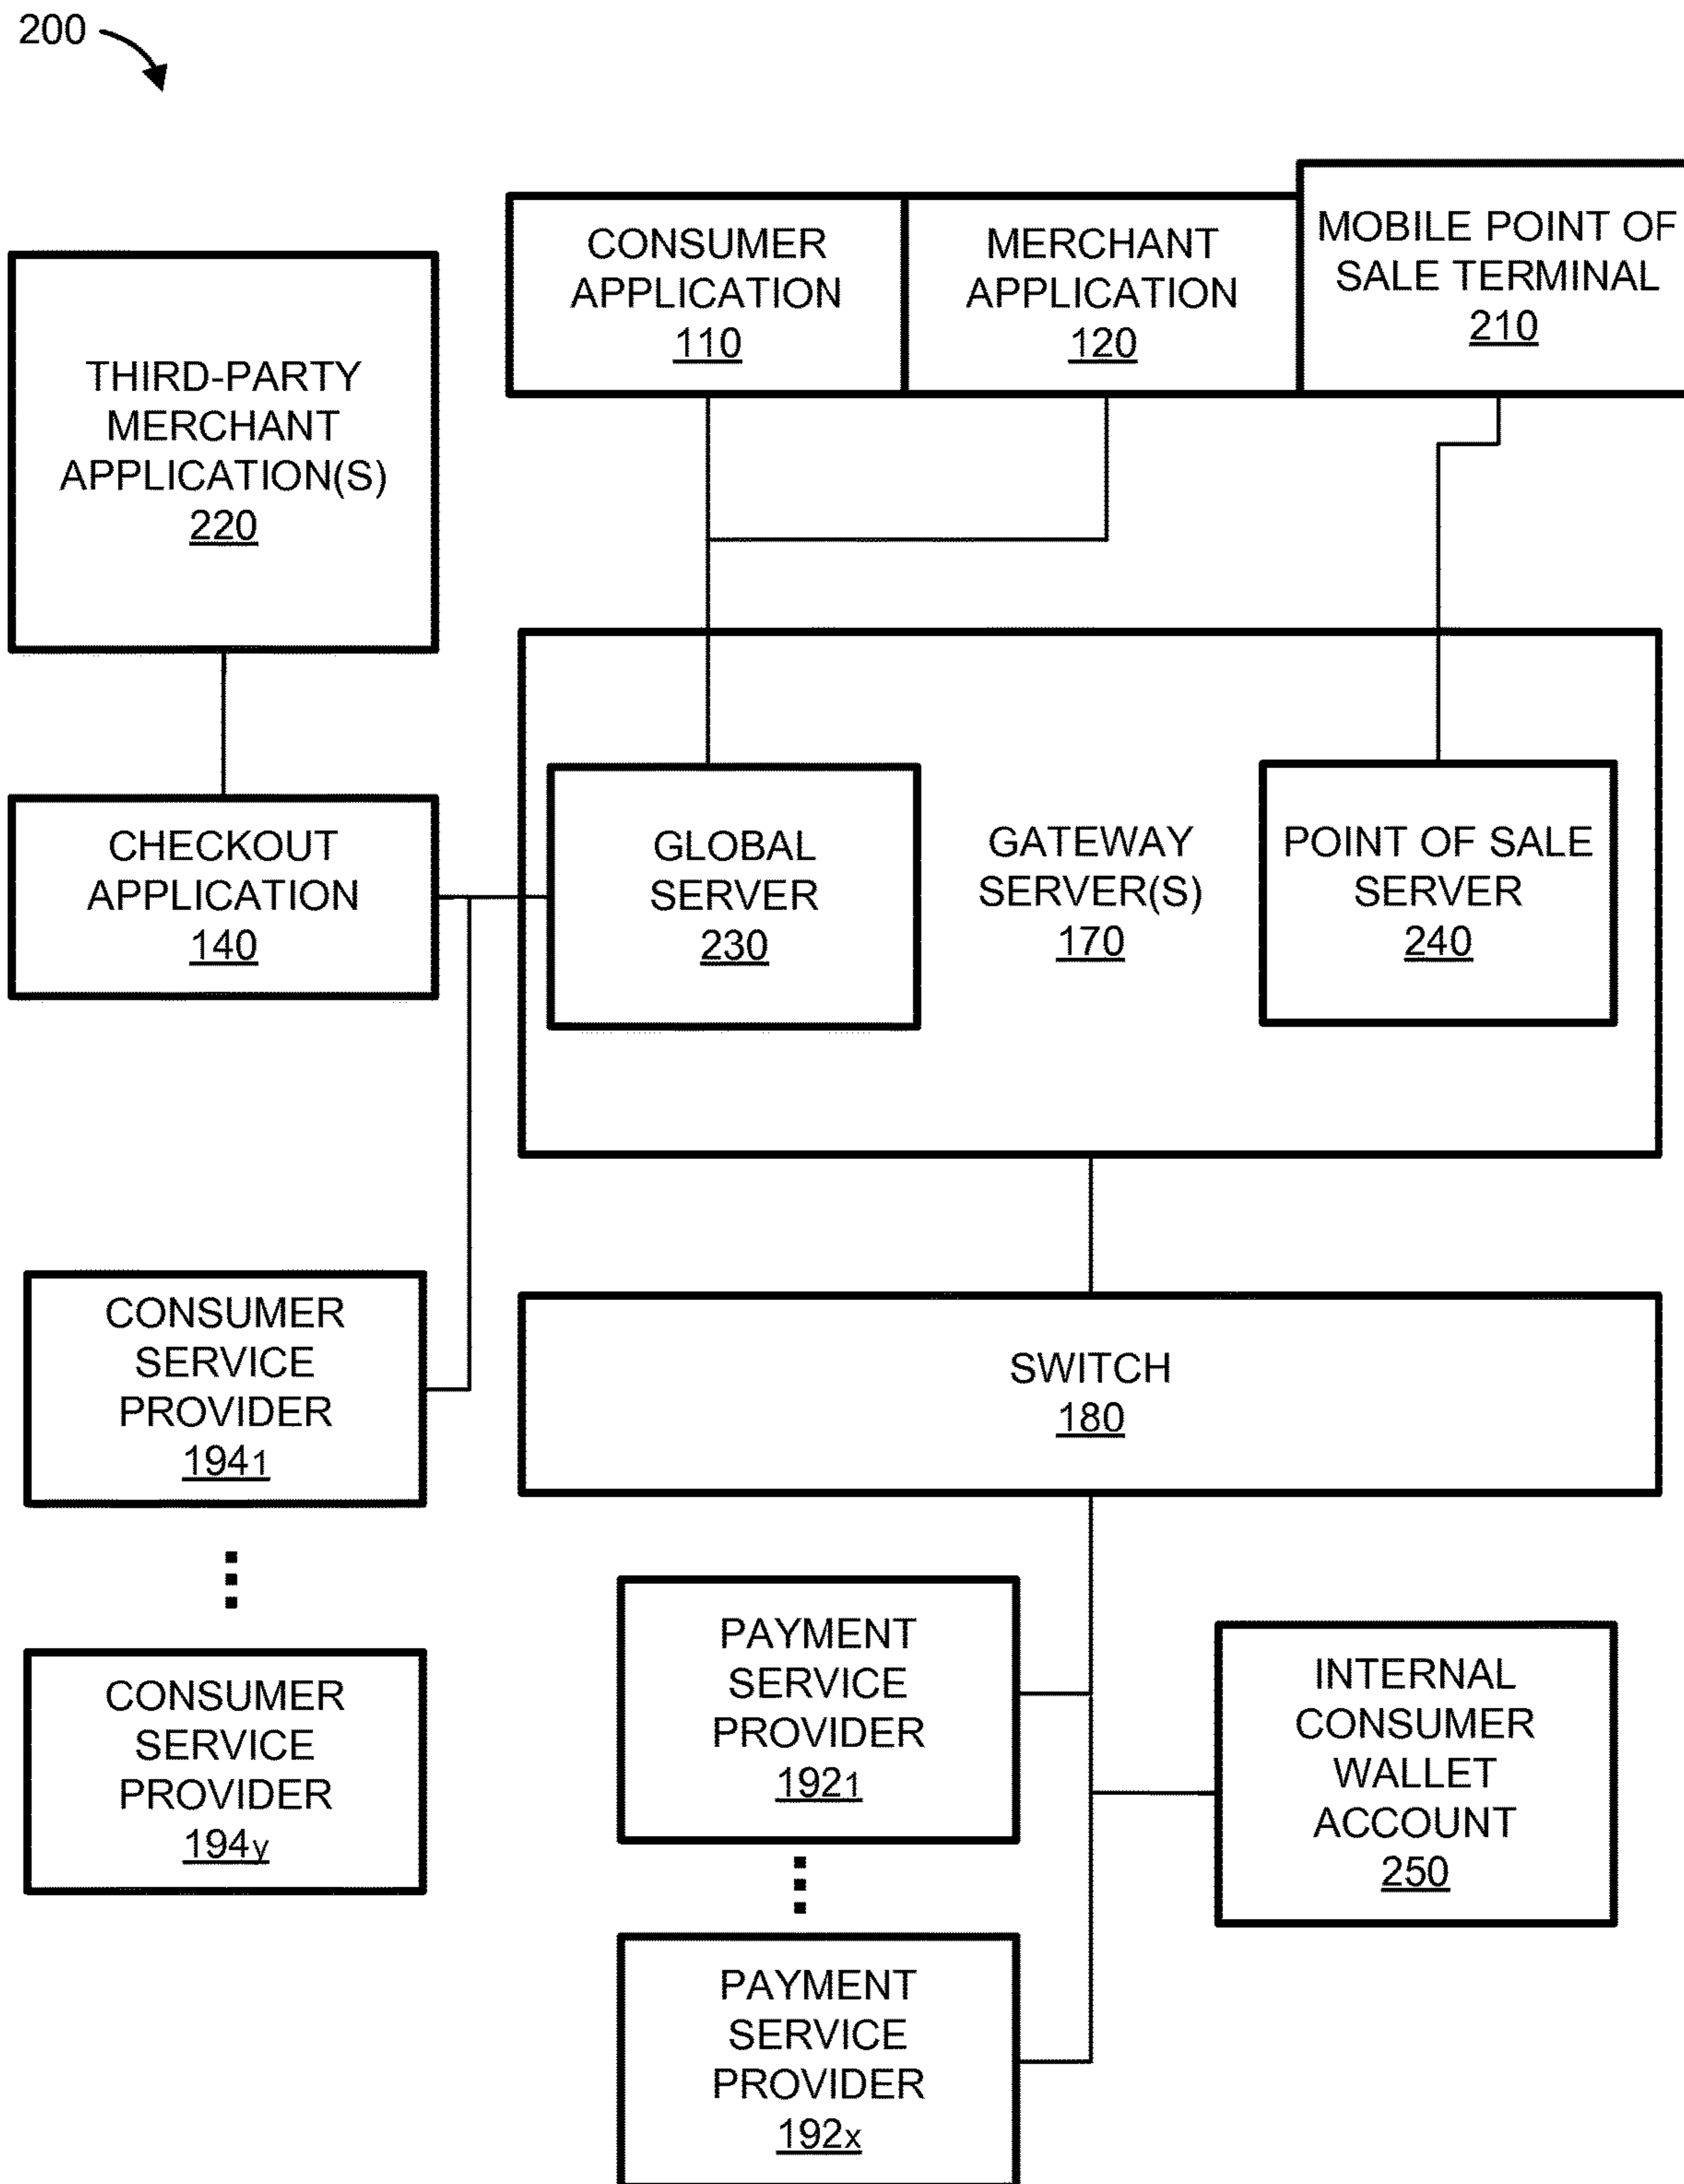 200
CONSUMER
APPLICATION
110
MERCHANT
APPLICATION
120
MOBILE POINT OF
SALE TERMINAL
210
THIRD-PARTY
MERCHANT
APPLICATION(S)
220
CHECKOUT
APPLICATION
140
GLOBAL
SERVER
230
GATEWAY
SERVER(S)
170
POINT OF SALE
SERVER
240
CONSUMER
SERVICE
PROVIDER
1941
SWITCH
180
CONSUMER
SERVICE
PROVIDER
194y
PAYMENT
SERVICE
PROVIDER
1921
INTERNAL
CONSUMER
WALLET
ACCOUNT
250
PAYMENT
SERVICE
PROVIDER
192x